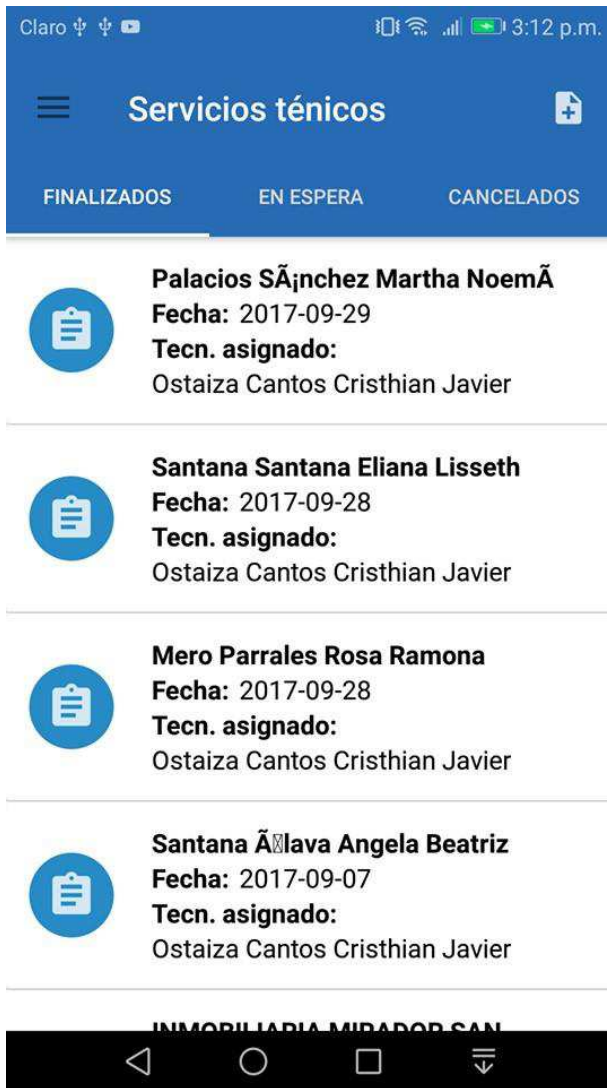 Claro 3:12 p.m.
Servicios ténicos
FINALIZADOS EN ESPERA CANCELADOS
Palacios SÃ¡nchez Martha NoemÃ
Fecha: 2017-09-29
Tecn. asignado:
Ostaiza Cantos Cristhian Javier
Santana Santana Eliana Lisseth
Fecha: 2017-09-28
Tecn. asignado:
Ostaiza Cantos Cristhian Javier
Mero Parrales Rosa Ramona
Fecha: 2017-09-28
Tecn. asignado:
Ostaiza Cantos Cristhian Javier
Santana Ã�lava Angela Beatriz
Fecha: 2017-09-07
Tecn. asignado:
Ostaiza Cantos Cristhian Javier
INMOBILIARIA MIRADOR SAN